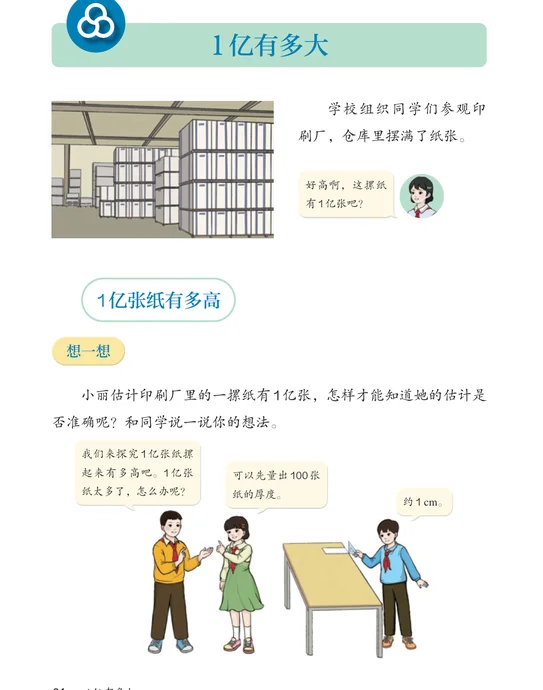 1亿有多大
学校组织同学们参观印
刷厂，仓库里摆满了纸张。
好高啊，这摞纸
有1亿张吧？
1亿张纸有多高
想一想
小丽估计印刷厂里的一摞纸有1亿张，怎样才能知道她的估计是
否准确呢？和同学说一说你的想法。
我们来探究1亿张纸摞
起来有多高吧。1亿张
纸太多了，怎么办呢？
可以先量出100张
纸的厚度。
约1 cm。